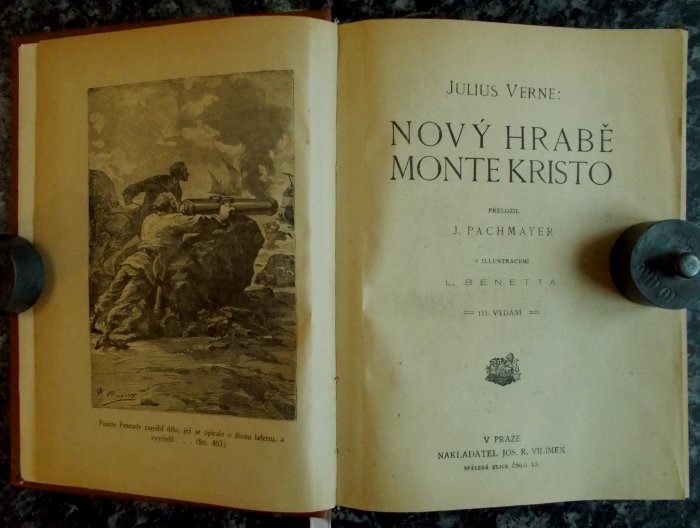 Pointe Pescade zamířil dělo, jež se opíralo o živou lafettu, a
vystřelil . . . (Str. 463.)
JULIUS VERNE:
NOVÝ HRABĚ
MONTE KRISTO
PŘELOŽIL
J. PACHMAYER
S ILLUSTRACEMI
L. BENETTA
III. VYDÁNÍ
V PRAZE
NAKLADATEL JOS. R. VILÍMEK
SPÁLENÁ ULICE ČÍSLO 13.